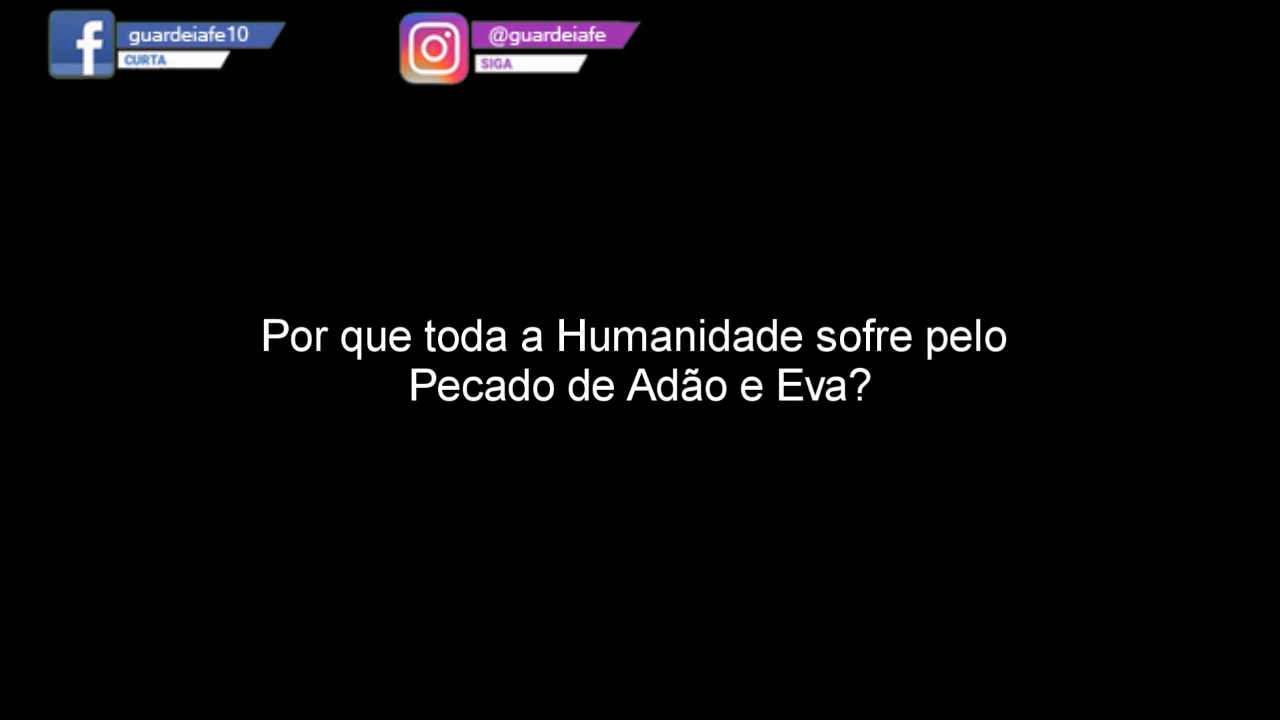 guardeiafe10
CURTA
@guardeiafe
SIGA
Por que toda a Humanidade sofre pelo
Pecado de Adão e Eva?